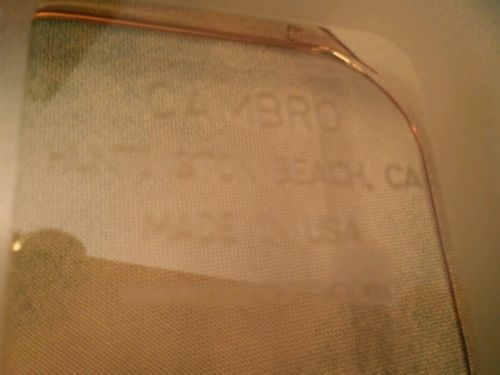 CAMBRO
HUNTINGTON BEACH, CA
MADE IN USA